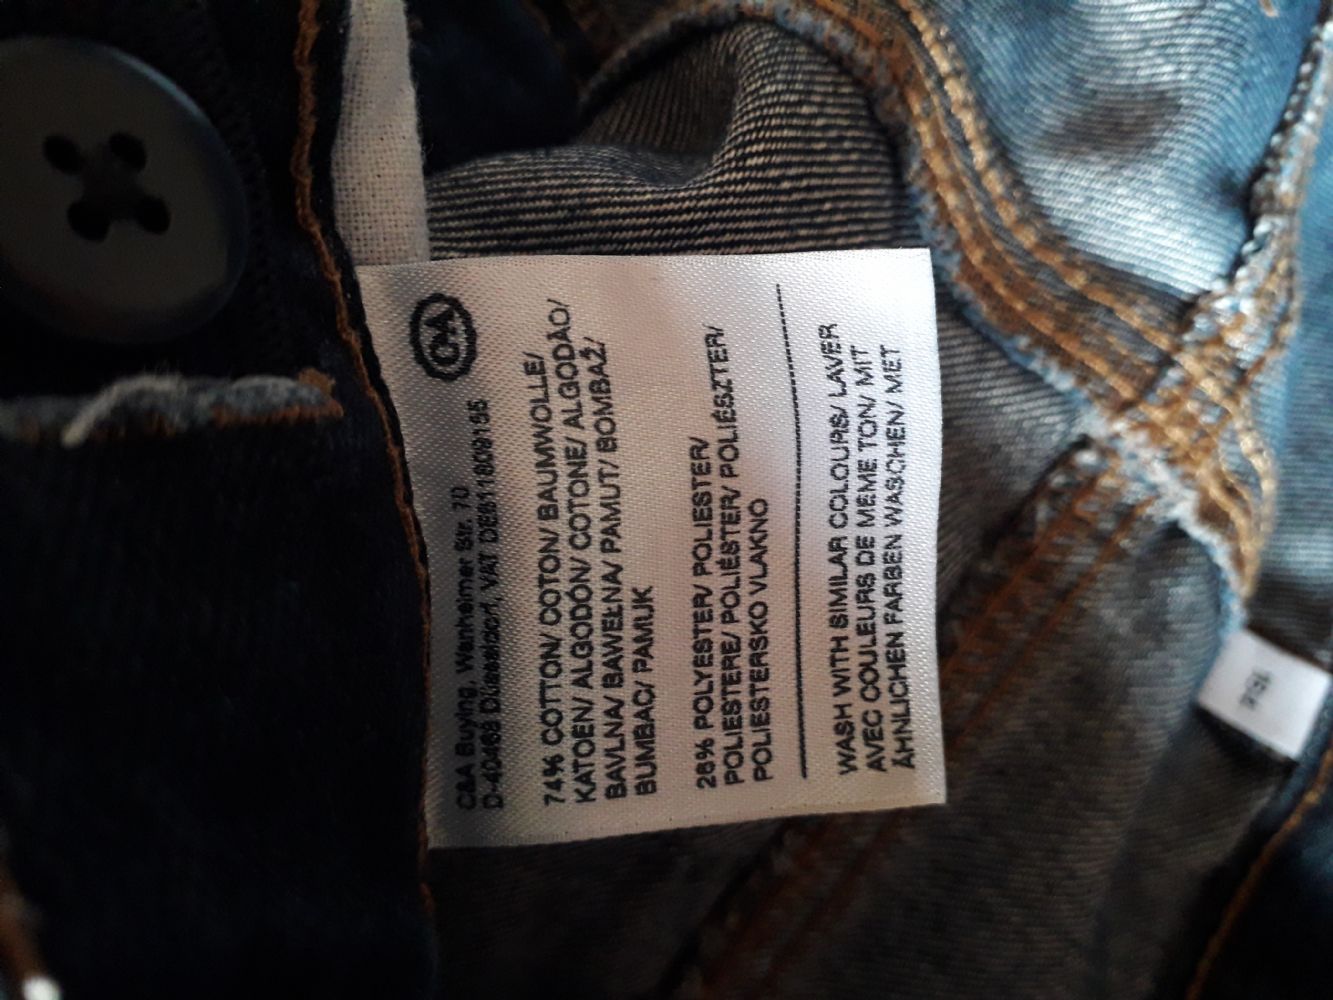 C&A
C&A Buying, Wanheimer Str. 70
D-40468 Düsseldorf, VAT DE811809155
74% COTTON/ COTON/ BAUMWOLLE/
KATOEN/ ALGODÓN/ COTONE/ ALGODÃO/
BAVLNA/ BAWEŁNA/ PAMUT/ BOMBAŽ/
BUMBAC/ PAMUK
26% POLYESTER/ POLIESTER/
POLIESTERE/ POLIÉSTER/ POLIÉSZTER/
POLIESTERSKO VLAKNO
WASH WITH SIMILAR COLOURS/ LAVER
AVEC COULEURS DE MEME TON/ MIT
ÄHNLICHEN FARBEN WASCHEN/ MET